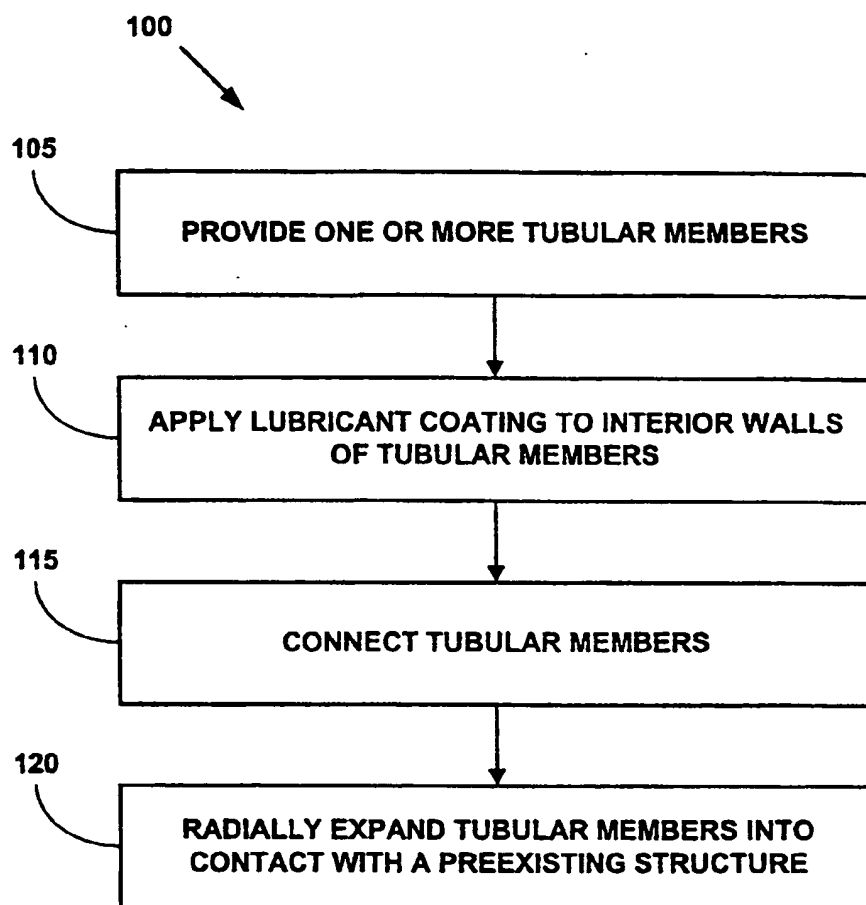 100
105
PROVIDE ONE OR MORE TUBULAR MEMBERS
110
APPLY LUBRICANT COATING TO INTERIOR WALLS
OF TUBULAR MEMBERS
115
CONNECT TUBULAR MEMBERS
120
RADIALLY EXPAND TUBULAR MEMBERS INTO
CONTACT WITH A PREEXISTING STRUCTURE